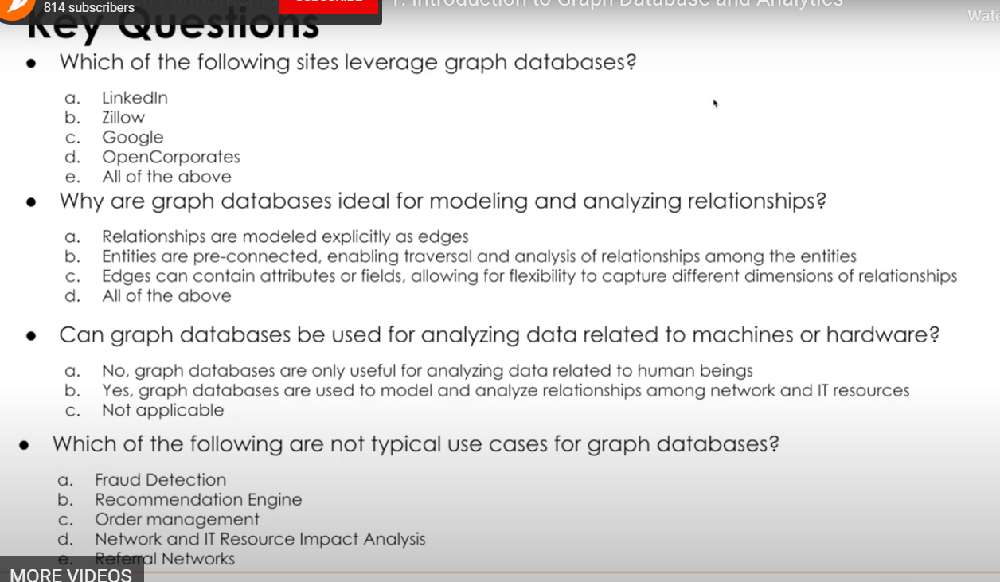 814 subscribers
1. Introduction to Graph Database and Analytics
Key Questions
• Which of the following sites leverage graph databases?
a. LinkedIn
b. Zillow
c. Google
d. OpenCorporates
e. All of the above
• Why are graph databases ideal for modeling and analyzing relationships?
a. Relationships are modeled explicitly as edges
b. Entities are pre-connected, enabling traversal and analysis of relationships among the entities
c. Edges can contain attributes or fields, allowing for flexibility to capture different dimensions of relationships
d. All of the above
• Can graph databases be used for analyzing data related to machines or hardware?
a. No, graph databases are only useful for analyzing data related to human beings
b. Yes, graph databases are used to model and analyze relationships among network and IT resources
c. Not applicable
• Which of the following are not typical use cases for graph databases?
a. Fraud Detection
b. Recommendation Engine
c. Order management
d. Network and IT Resource Impact Analysis
e. Referral Networks
MORE VIDEOS